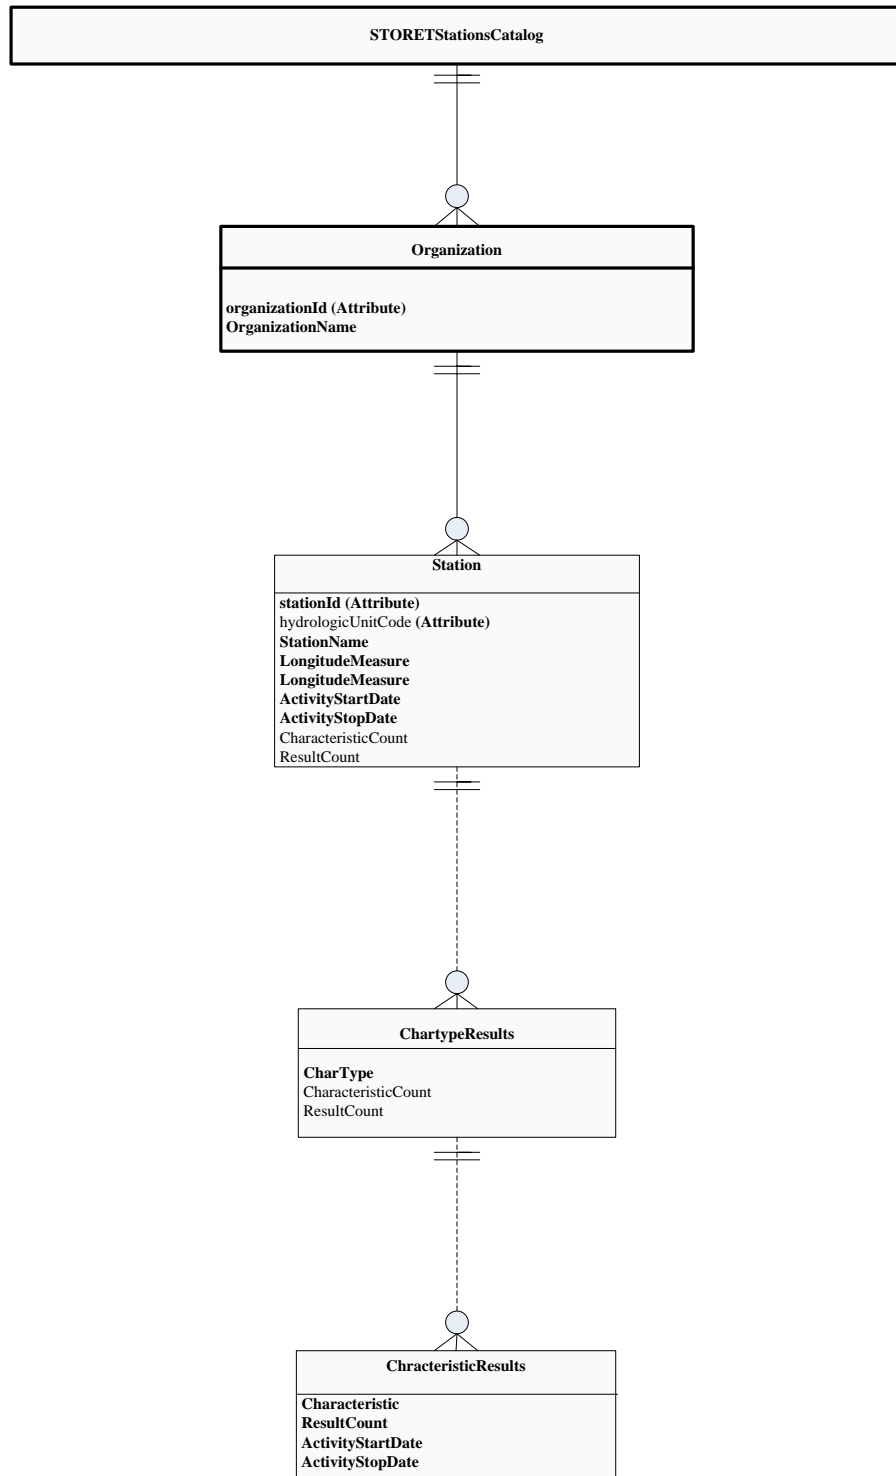 STORETStationsCatalog
Organization
organizationId (Attribute)
OrganizationName
Station
stationId (Attribute)
hydrologicUnitCode (Attribute)
StationName
LongitudeMeasure
LongitudeMeasure
ActivityStartDate
ActivityStopDate
CharacteristicCount
ResultCount
ChartypeResults
CharType
CharacteristicCount
ResultCount
ChracteristicResults
Characteristic
ResultCount
ActivityStartDate
ActivityStopDate